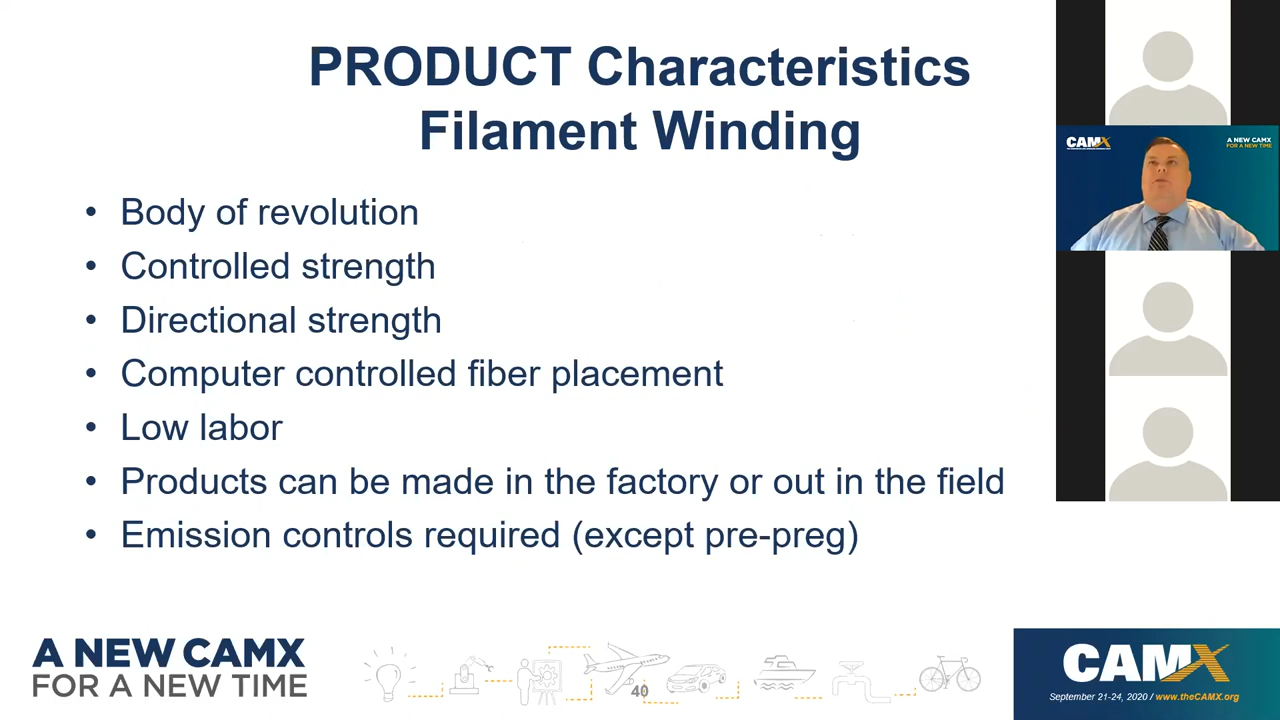 PRODUCT Characteristics
Filament Winding
• Body of revolution
• Controlled strength
• Directional strength
• Computer controlled fiber placement
• Low labor
• Products can be made in the factory or out in the field
• Emission controls required (except pre-preg)
CAMX
A NEW CAMX
FOR A NEW TIME
A NEW CAMX
FOR A NEW TIME
40
CAMX
September 21-24, 2020 / www.theCAMX.org